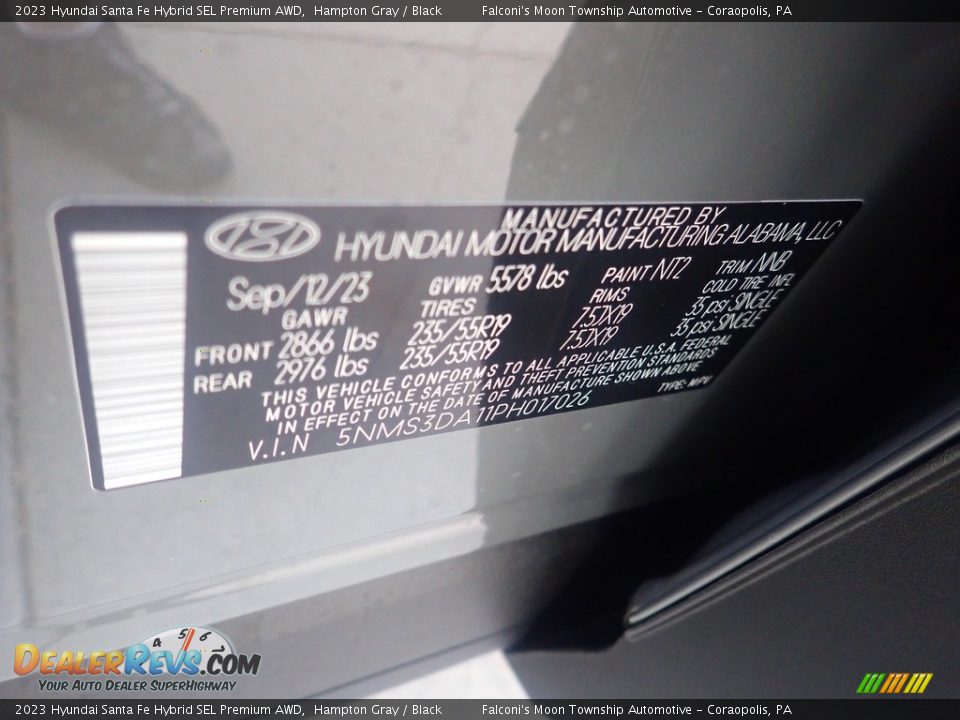 2023 Hyundai Santa Fe Hybrid SEL Premium AWD,  Hampton Gray / Black    Falconi's Moon Township Automotive - Coraopolis, PA
MANUFACTURED BY
HYUNDAI MOTOR MANUFACTURING ALABAMA, LLC
Sep/12/23  GVWR 5578 lbs  PAINT NT2  TRIM NNB
GAWR  TIRES  RIMS  COLD TIRE INFL
FRONT 2866 lbs  235/55R19  7.5JX19  35 psi SINGLE
REAR 2976 lbs  235/55R19  7.5JX19  35 psi SINGLE
THIS VEHICLE CONFORMS TO ALL APPLICABLE U.S.A. FEDERAL
MOTOR VEHICLE SAFETY AND THEFT PREVENTION STANDARDS
IN EFFECT ON THE DATE OF MANUFACTURE SHOWN ABOVE
V.I.N  5NMS3DA11PH017026  TYPE: MPV
4 5 6
DEALERREVS.COM
YOUR AUTO DEALER SUPERHIGHWAY
2023 Hyundai Santa Fe Hybrid SEL Premium AWD,  Hampton Gray / Black    Falconi's Moon Township Automotive - Coraopolis, PA